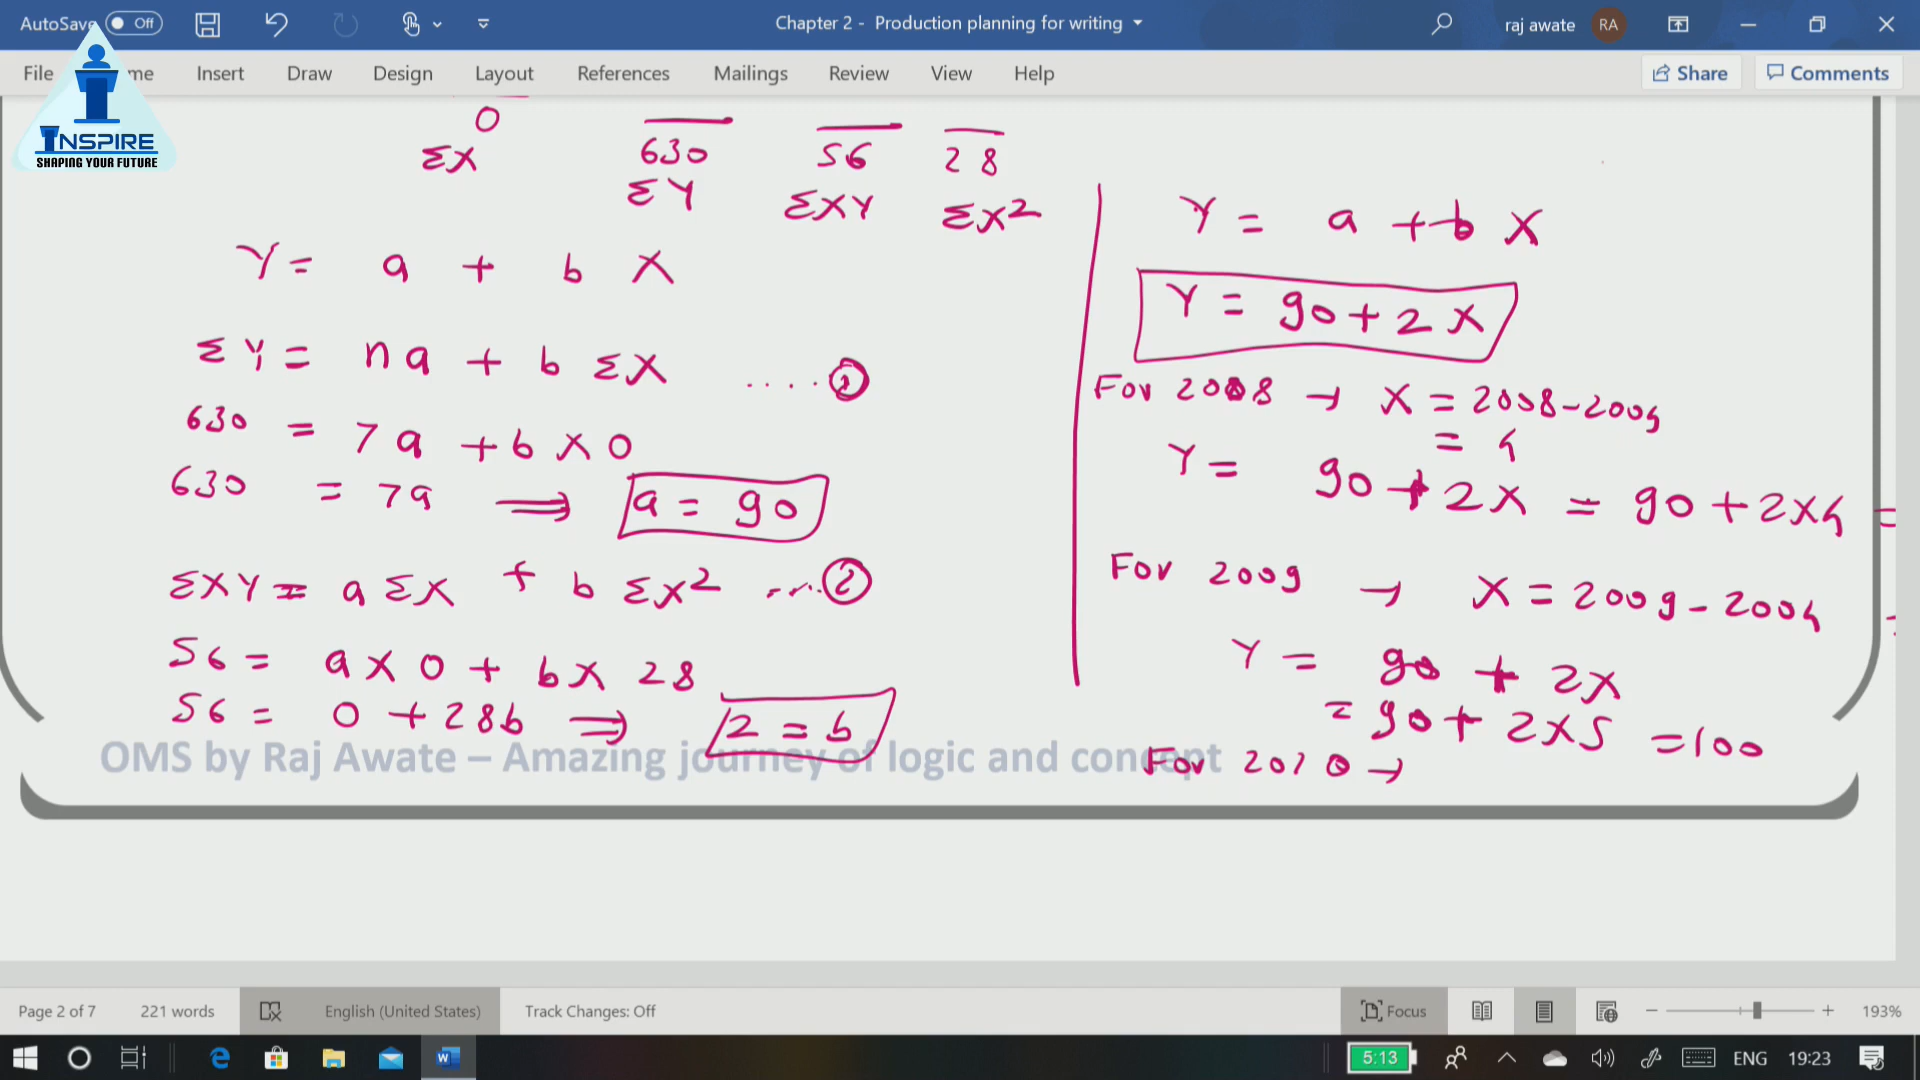 AutoSave Off
Chapter 2 - Production planning for writing
raj awate RA
File me Insert Draw Design Layout References Mailings Review View Help
Share Comments
INSPIRE
SHAPING YOUR FUTURE
0 630 56 28
ΣX ΣY ΣXY ΣX²
Y = a + b X
ΣY = na + b ΣX ....①
630 = 7a + b x 0
630 = 7a ⟹ a = 90
ΣXY = a ΣX + b ΣX² .....②
56 = a x 0 + b x 28
56 = 0 + 28b ⟹ 2 = b
Y = a + b X
Y = 90 + 2 X
For 2008 → X = 2008 - 2004
= 4
Y = 90 + 2X = 90 + 2x4 =
For 2009 → X = 2009 - 2004
Y = 90 + 2X
= 90 + 2x5 = 100
For 2010 →
OMS by Raj Awate – Amazing journey of logic and concept
Page 2 of 7 221 words English (United States) Track Changes: Off Focus 193%
5:13 ENG 19:23